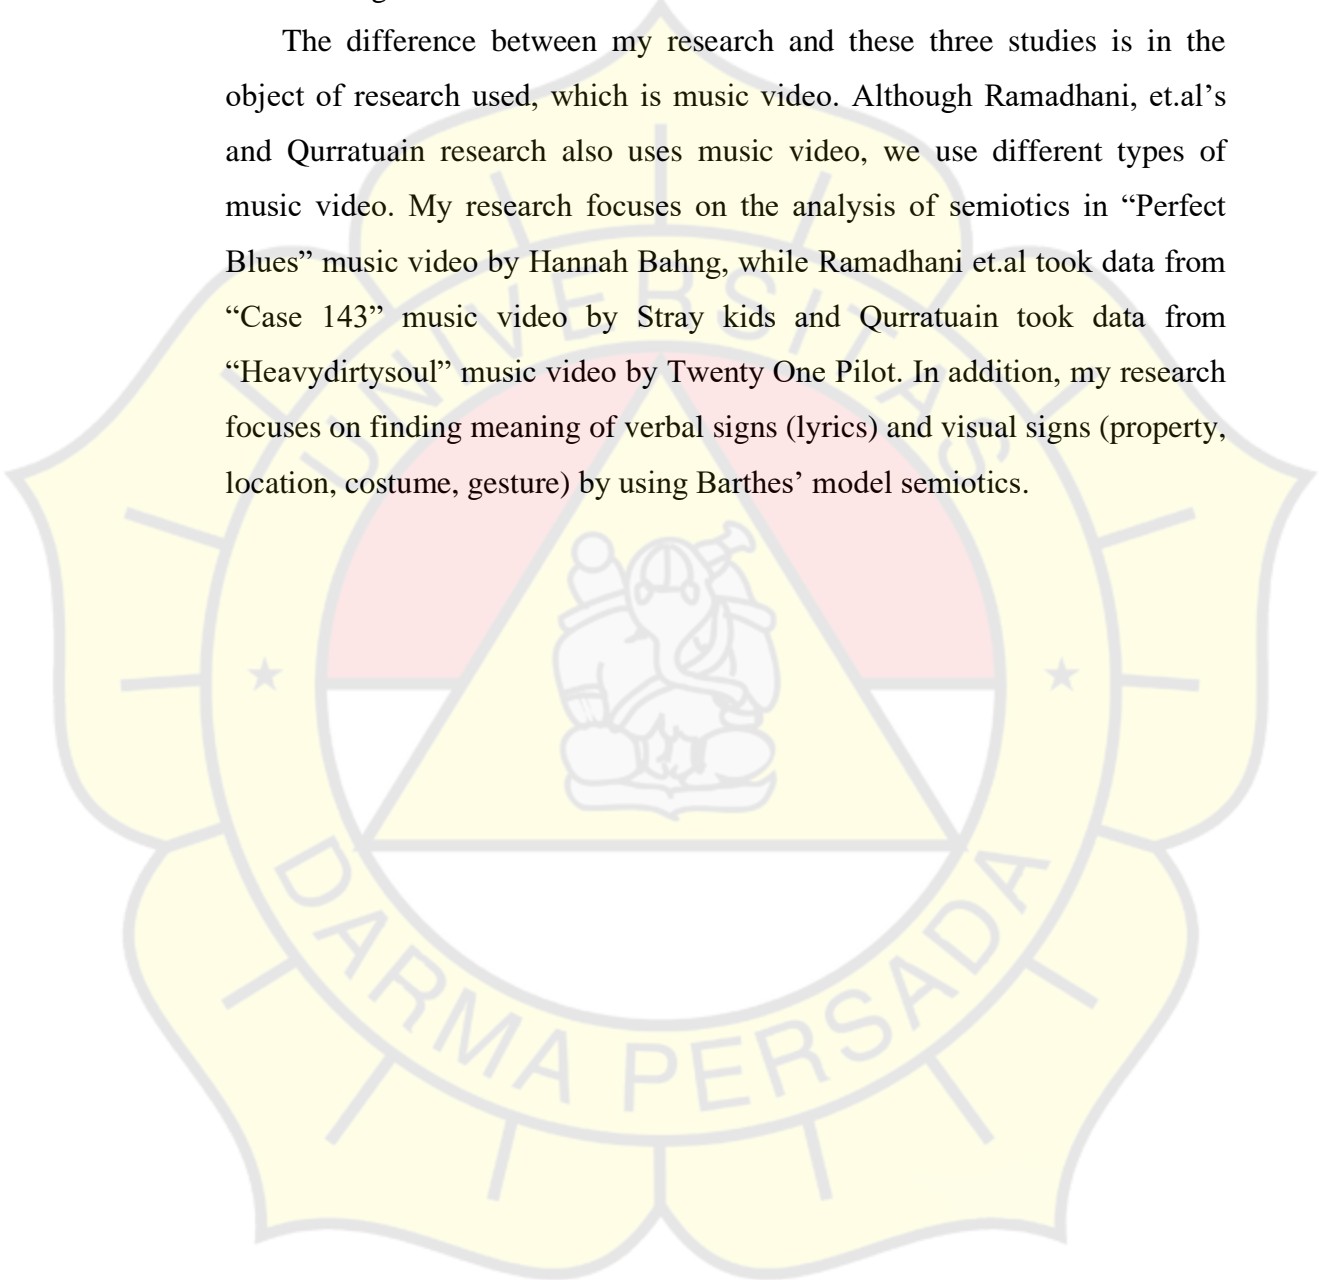 The difference between my research and these three studies is in the
object of research used, which is music video. Although Ramadhani, et.al’s
and Qurratuain research also uses music video, we use different types of
music video. My research focuses on the analysis of semiotics in “Perfect
Blues” music video by Hannah Bahng, while Ramadhani et.al took data from
“Case 143” music video by Stray kids and Qurratuain took data from
“Heavydirtysoul” music video by Twenty One Pilot. In addition, my research
focuses on finding meaning of verbal signs (lyrics) and visual signs (property,
location, costume, gesture) by using Barthes’ model semiotics.
UNIVERSITAS
DARMA PERSADA